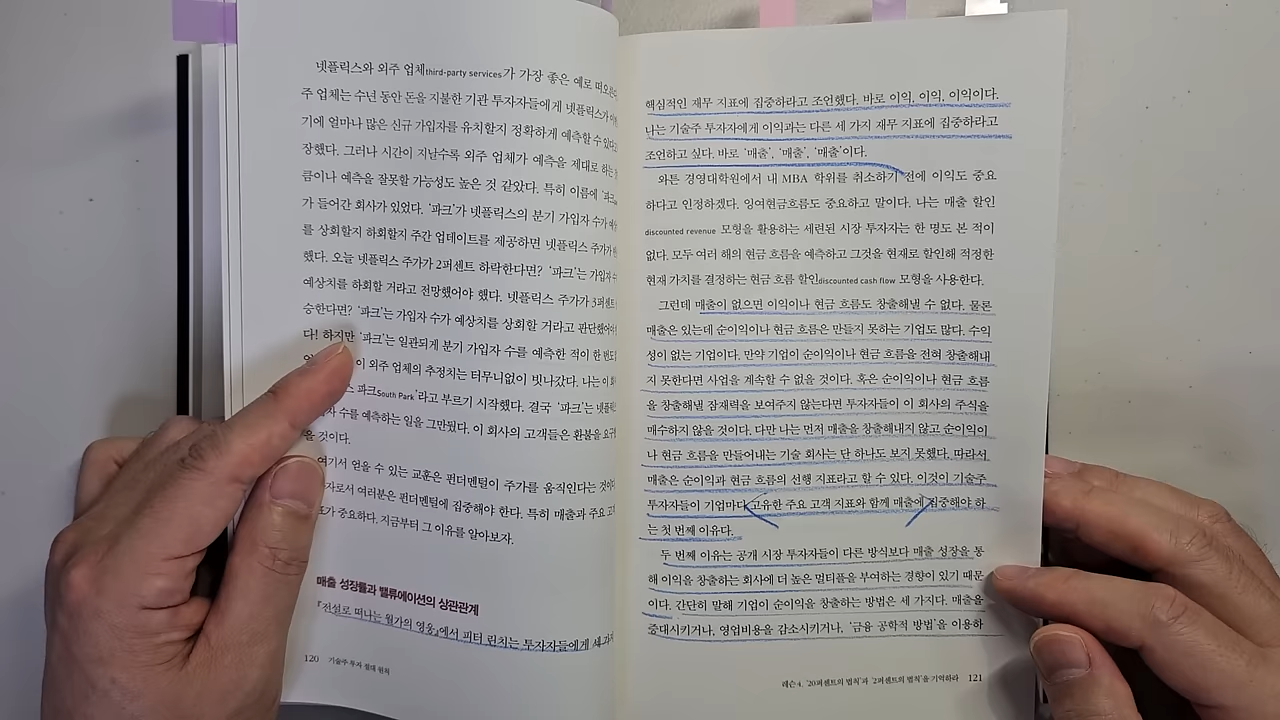 넷플릭스와 외주 업체third-party services가 가장 좋은 예로
주 업체는 수년 동안 돈을 지불한 기관 투자자들에게 넷플릭스가
기에 얼마나 많은 신규 가입자를 유치할지 정확하게 예측할 수
장했다. 그러나 시간이 지날수록 외주 업체가 예측을 제대로 하는
큼이나 예측을 잘못할 가능성도 높은 것 같았다. 특히 이름에
가 들어간 회사가 있었다. '파크'가 넷플릭스의 분기 가입자 수가
를 상회할지 하회할지 주간 업데이트를 제공하면 넷플릭스 주가가
했다. 오늘 넷플릭스 주가가 2퍼센트 하락한다면? '파크'는
예상치를 하회할 거라고 전망했어야 했다. 넷플릭스 주가가
승한다면? '파크'는 가입자 수가 예상치를 상회할 거라고
다! 하지만 '파크'는 일관되게 분기 가입자 수를 예측한 적이 한
이 외주 업체의 추정치는 터무니없이 빗나갔다. 나는 이
파크South Park'라고 부르기 시작했다. 결국 '파크'는
수를 예측하는 일을 그만뒀다. 이 회사의 고객들은 환불을
것이다.
여기서 얻을 수 있는 교훈은 펀더멘털이 주가를 움직인다는
여러분은 펀더멘털에 집중해야 한다. 특히 매출과 주요
중요하다. 지금부터 그 이유를 알아보자.
매출 성장률과 밸류에이션의 상관관계
『전설로 떠나는 월가의 영웅』에서 피터 린치는 투자자들에게
120 기술주 투자 절대 원칙
핵심적인 재무 지표에 집중하라고 조언했다. 바로 이익, 이익, 이익이다.
나는 기술주 투자자에게 이익과는 다른 세 가지 재무 지표에 집중하라고
조언하고 싶다. 바로 '매출', '매출', '매출'이다.
와튼 경영대학원에서 내 MBA 학위를 취소하기 전에 이익도 중요
하다고 인정하겠다. 잉여현금흐름도 중요하고 말이다. 나는 매출 할인
discounted revenue 모형을 활용하는 세련된 시장 투자자는 한 명도 본 적이
없다. 모두 여러 해의 현금 흐름을 예측하고 그것을 현재로 할인해 적정한
현재 가치를 결정하는 현금 흐름 할인discounted cash flow 모형을 사용한다.
그런데 매출이 없으면 이익이나 현금 흐름도 창출해낼 수 없다. 물론
매출은 있는데 순이익이나 현금 흐름은 만들지 못하는 기업도 많다. 수익
성이 없는 기업이다. 만약 기업이 순이익이나 현금 흐름을 전혀 창출해내
지 못한다면 사업을 계속할 수 없을 것이다. 혹은 순이익이나 현금 흐름
을 창출해낼 잠재력을 보여주지 않는다면 투자자들이 이 회사의 주식을
매수하지 않을 것이다. 다만 나는 먼저 매출을 창출해내지 않고 순이익이
나 현금 흐름을 만들어내는 기술 회사는 단 하나도 보지 못했다. 따라서
매출은 순이익과 현금 흐름의 선행 지표라고 할 수 있다. 이것이 기술주
투자자들이 기업마다 고유한 주요 고객 지표와 함께 매출에 집중해야 하
는 첫 번째 이유다.
두 번째 이유는 공개 시장 투자자들이 다른 방식보다 매출 성장을 통
해 이익을 창출하는 회사에 더 높은 멀티플을 부여하는 경향이 있기 때문
이다. 간단히 말해 기업이 순이익을 창출하는 방법은 세 가지다. 매출을
증대시키거나, 영업비용을 감소시키거나, '금융 공학적 방법'을 이용하
레슨 4. '20퍼센트의 법칙'과 '2퍼센트의 법칙'을 기억하라 121